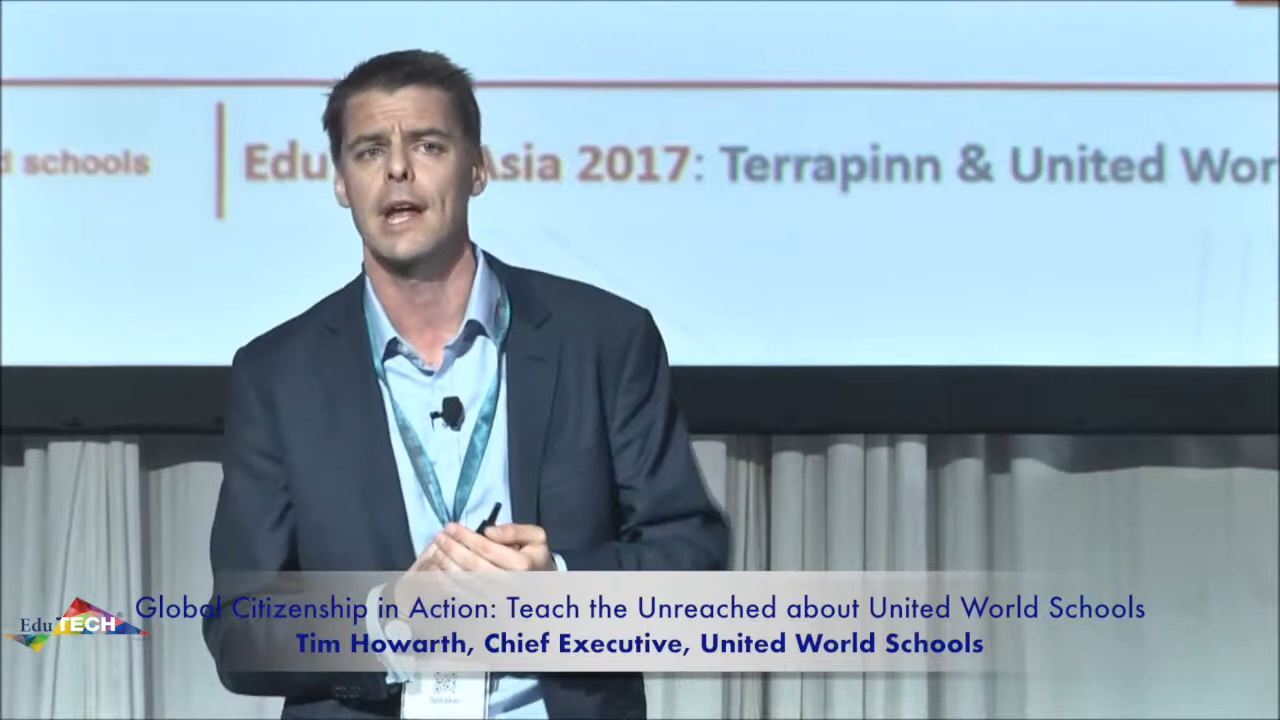 d schools
Edu Asia 2017: Terrapinn & United Wor
EduTECH®
Global Citizenship in Action: Teach the Unreached about United World Schools
Tim Howarth, Chief Executive, United World Schools
Speaker